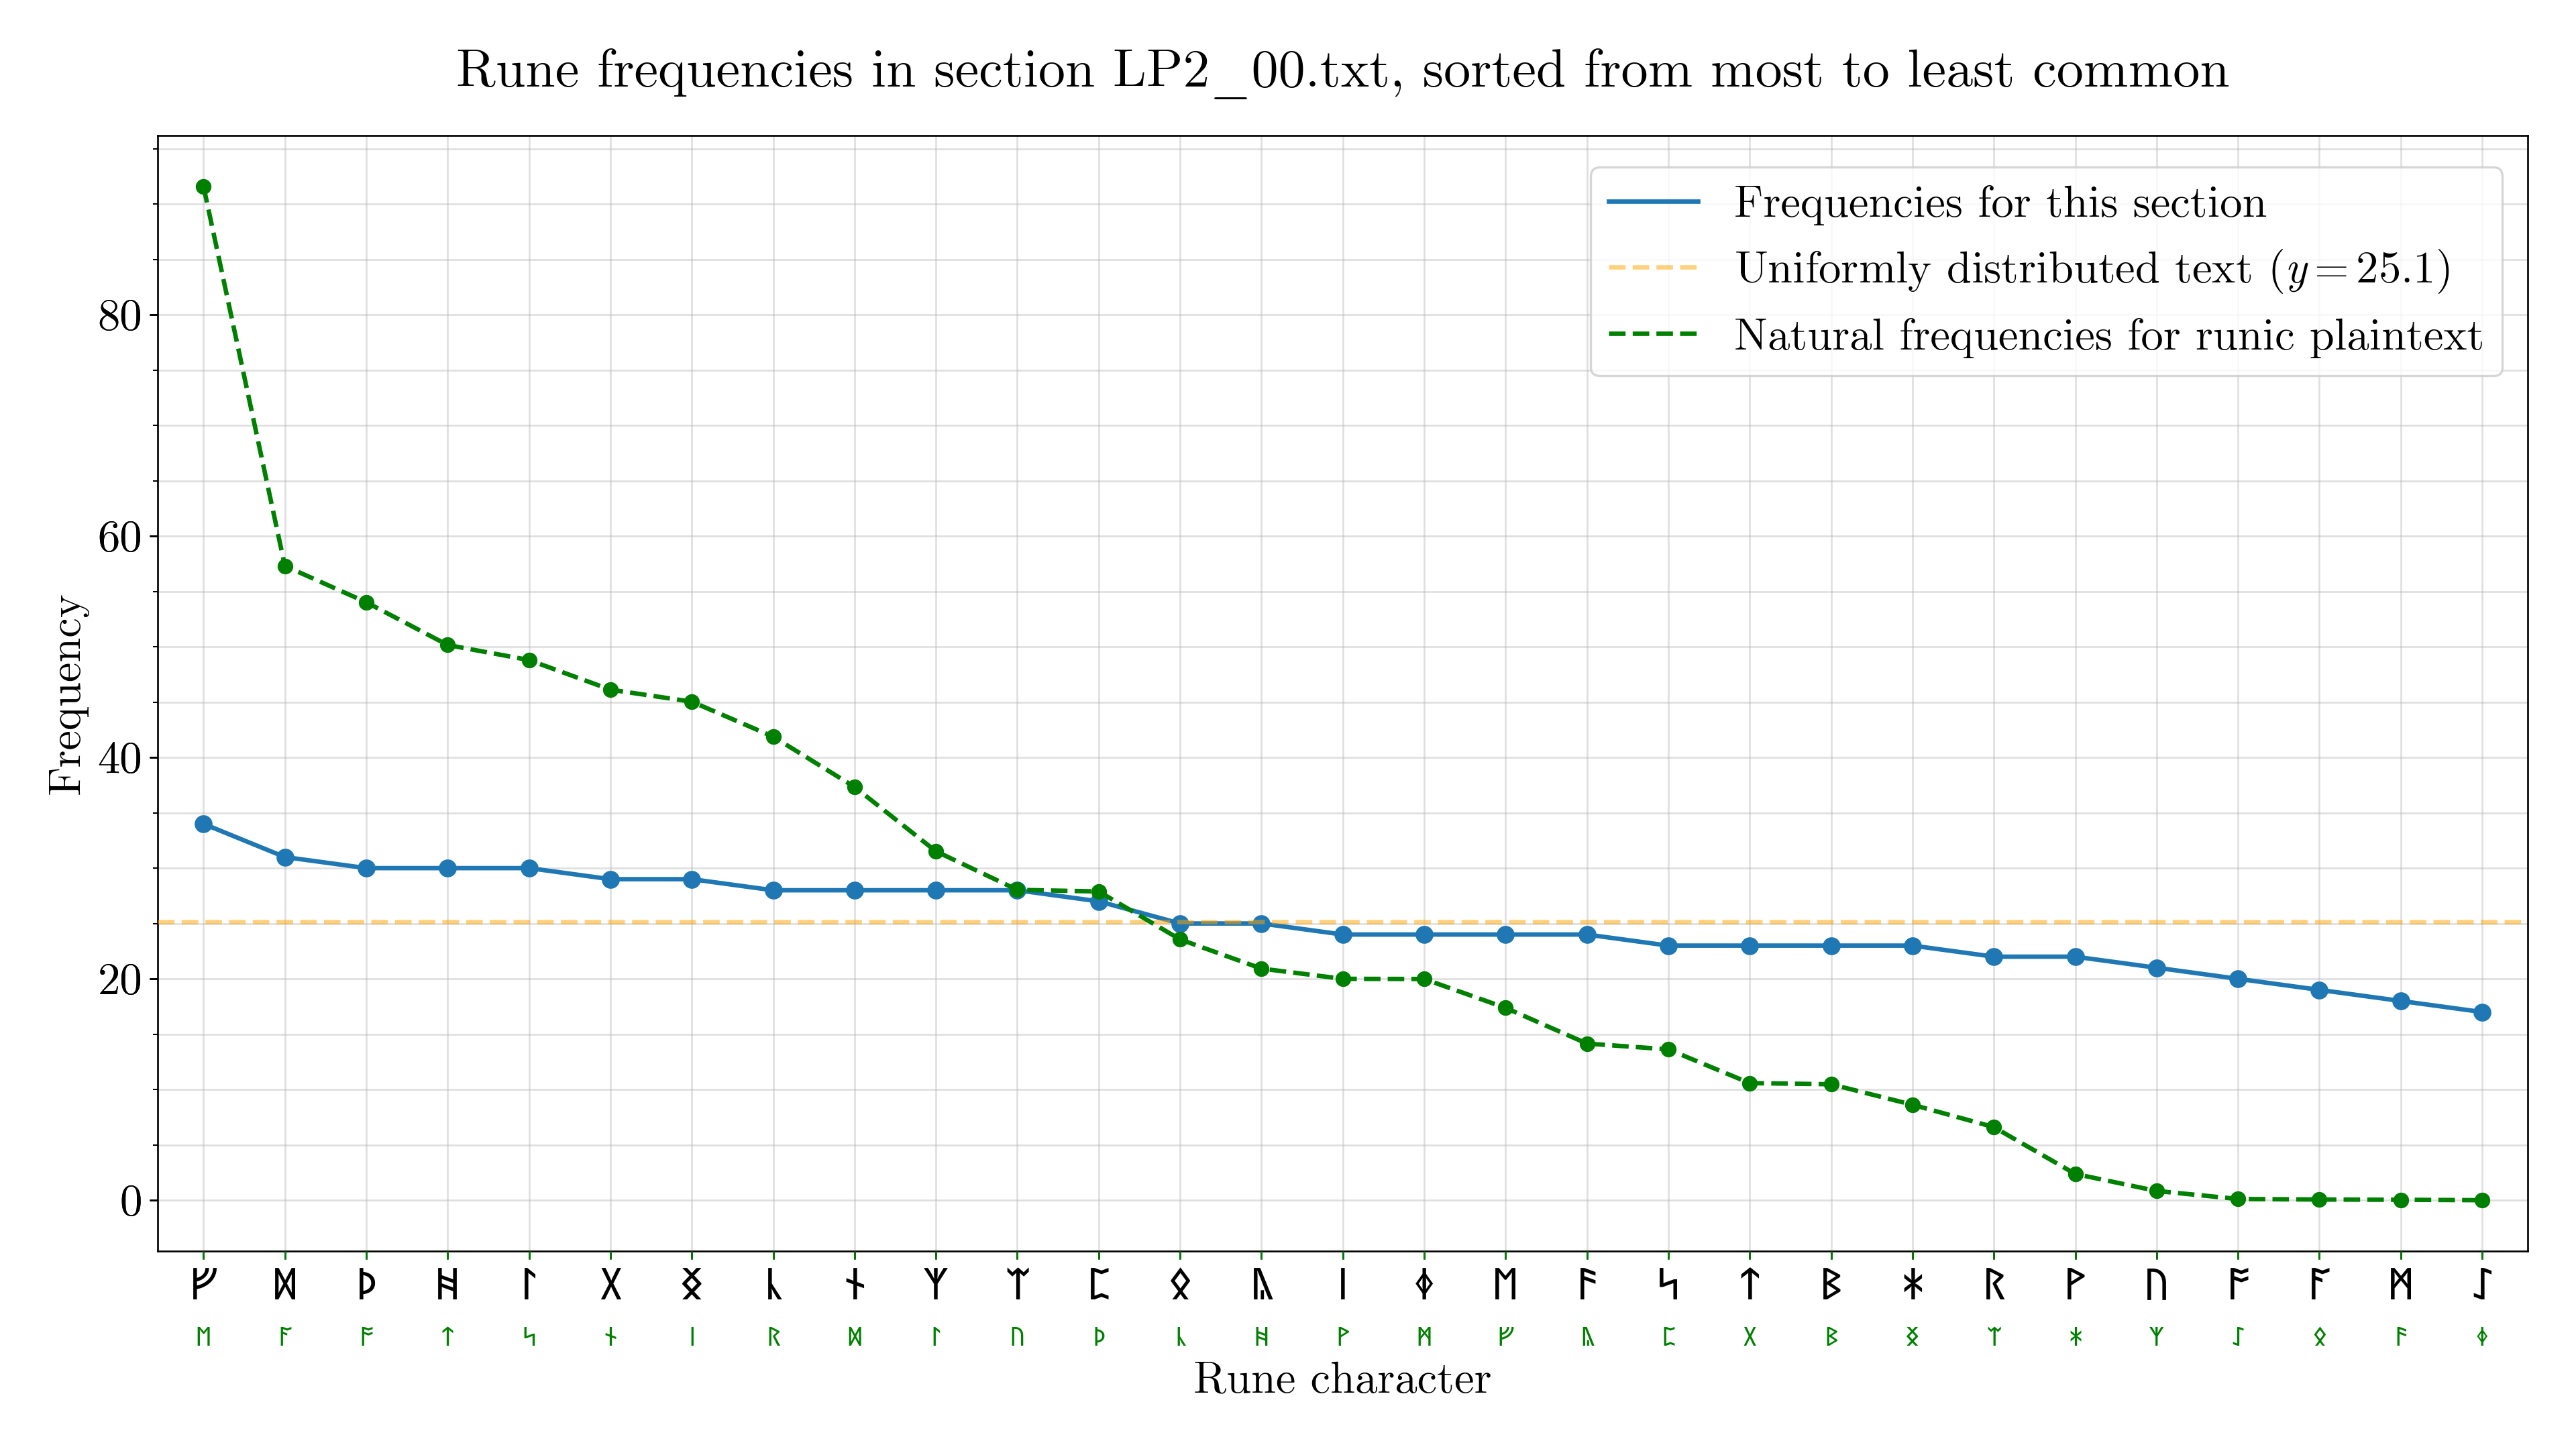 Rune frequencies in section LP2_00.txt, sorted from most to least common
Frequencies for this section
Uniformly distributed text (y = 25.1)
Natural frequencies for runic plaintext
Frequency
80
60
40
20
0
ᚠ ᛞ ᚦ ᚻ ᛚ ᚷ ᛝ ᚳ ᚾ ᛉ ᛠ ᛈ ᛟ ᚣ ᛁ ᛄ ᛖ ᚫ ᛋ ᛏ ᛒ ᛡ ᚱ ᚹ ᚢ ᚩ ᚪ ᛗ ᛇ
ᛖ ᚪ ᚩ ᛏ ᛋ ᚾ ᛁ ᚱ ᛞ ᛚ ᚢ ᚦ ᚳ ᚻ ᚹ ᛗ ᚠ ᚣ ᛈ ᚷ ᛒ ᛝ ᛠ ᛡ ᛉ ᛇ ᛟ ᚫ ᛄ
Rune character